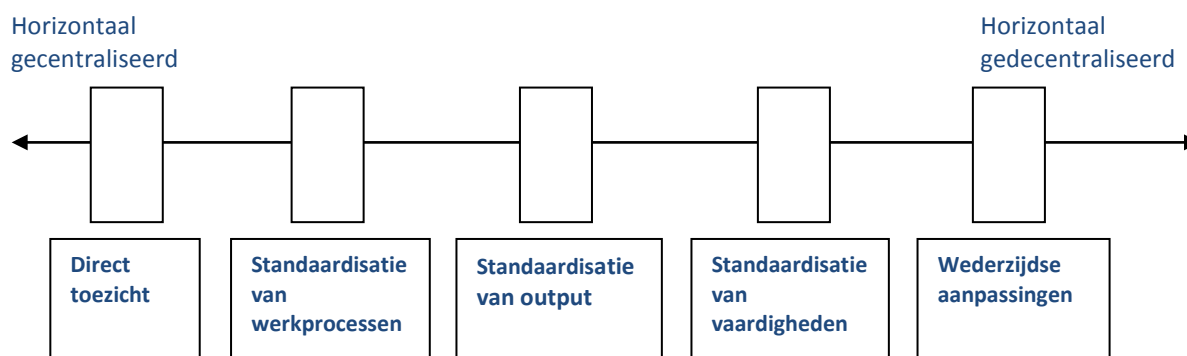 Horizontaal
gecentraliseerd
Horizontaal
gedecentraliseerd
Direct
toezicht
Standaardisatie
van
werkprocessen
Standaardisatie
van output
Standaardisatie
van
vaardigheden
Wederzijdse
aanpassingen